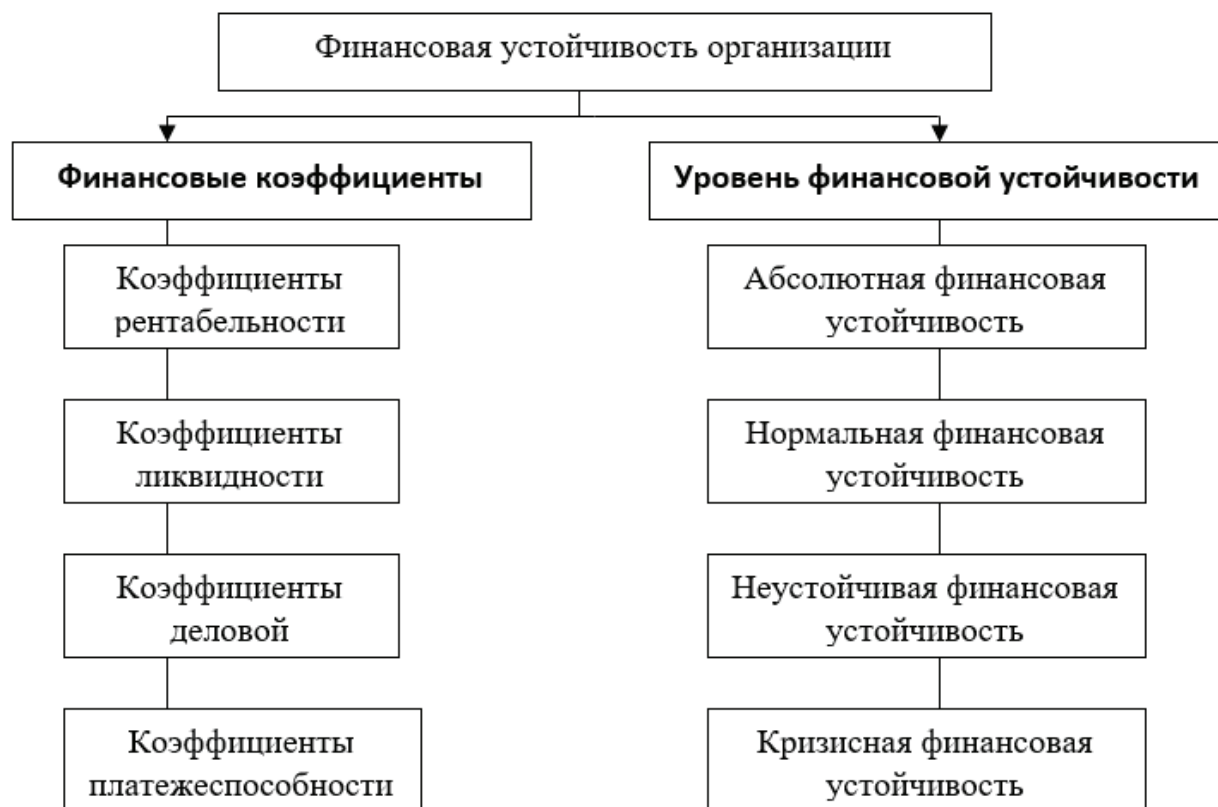 Финансовая устойчивость организации
Финансовые коэффициенты
Коэффициенты
рентабельности
Коэффициенты
ликвидности
Коэффициенты
деловой
Коэффициенты
платежеспособности
Уровень финансовой устойчивости
Абсолютная финансовая
устойчивость
Нормальная финансовая
устойчивость
Неустойчивая финансовая
устойчивость
Кризисная финансовая
устойчивость